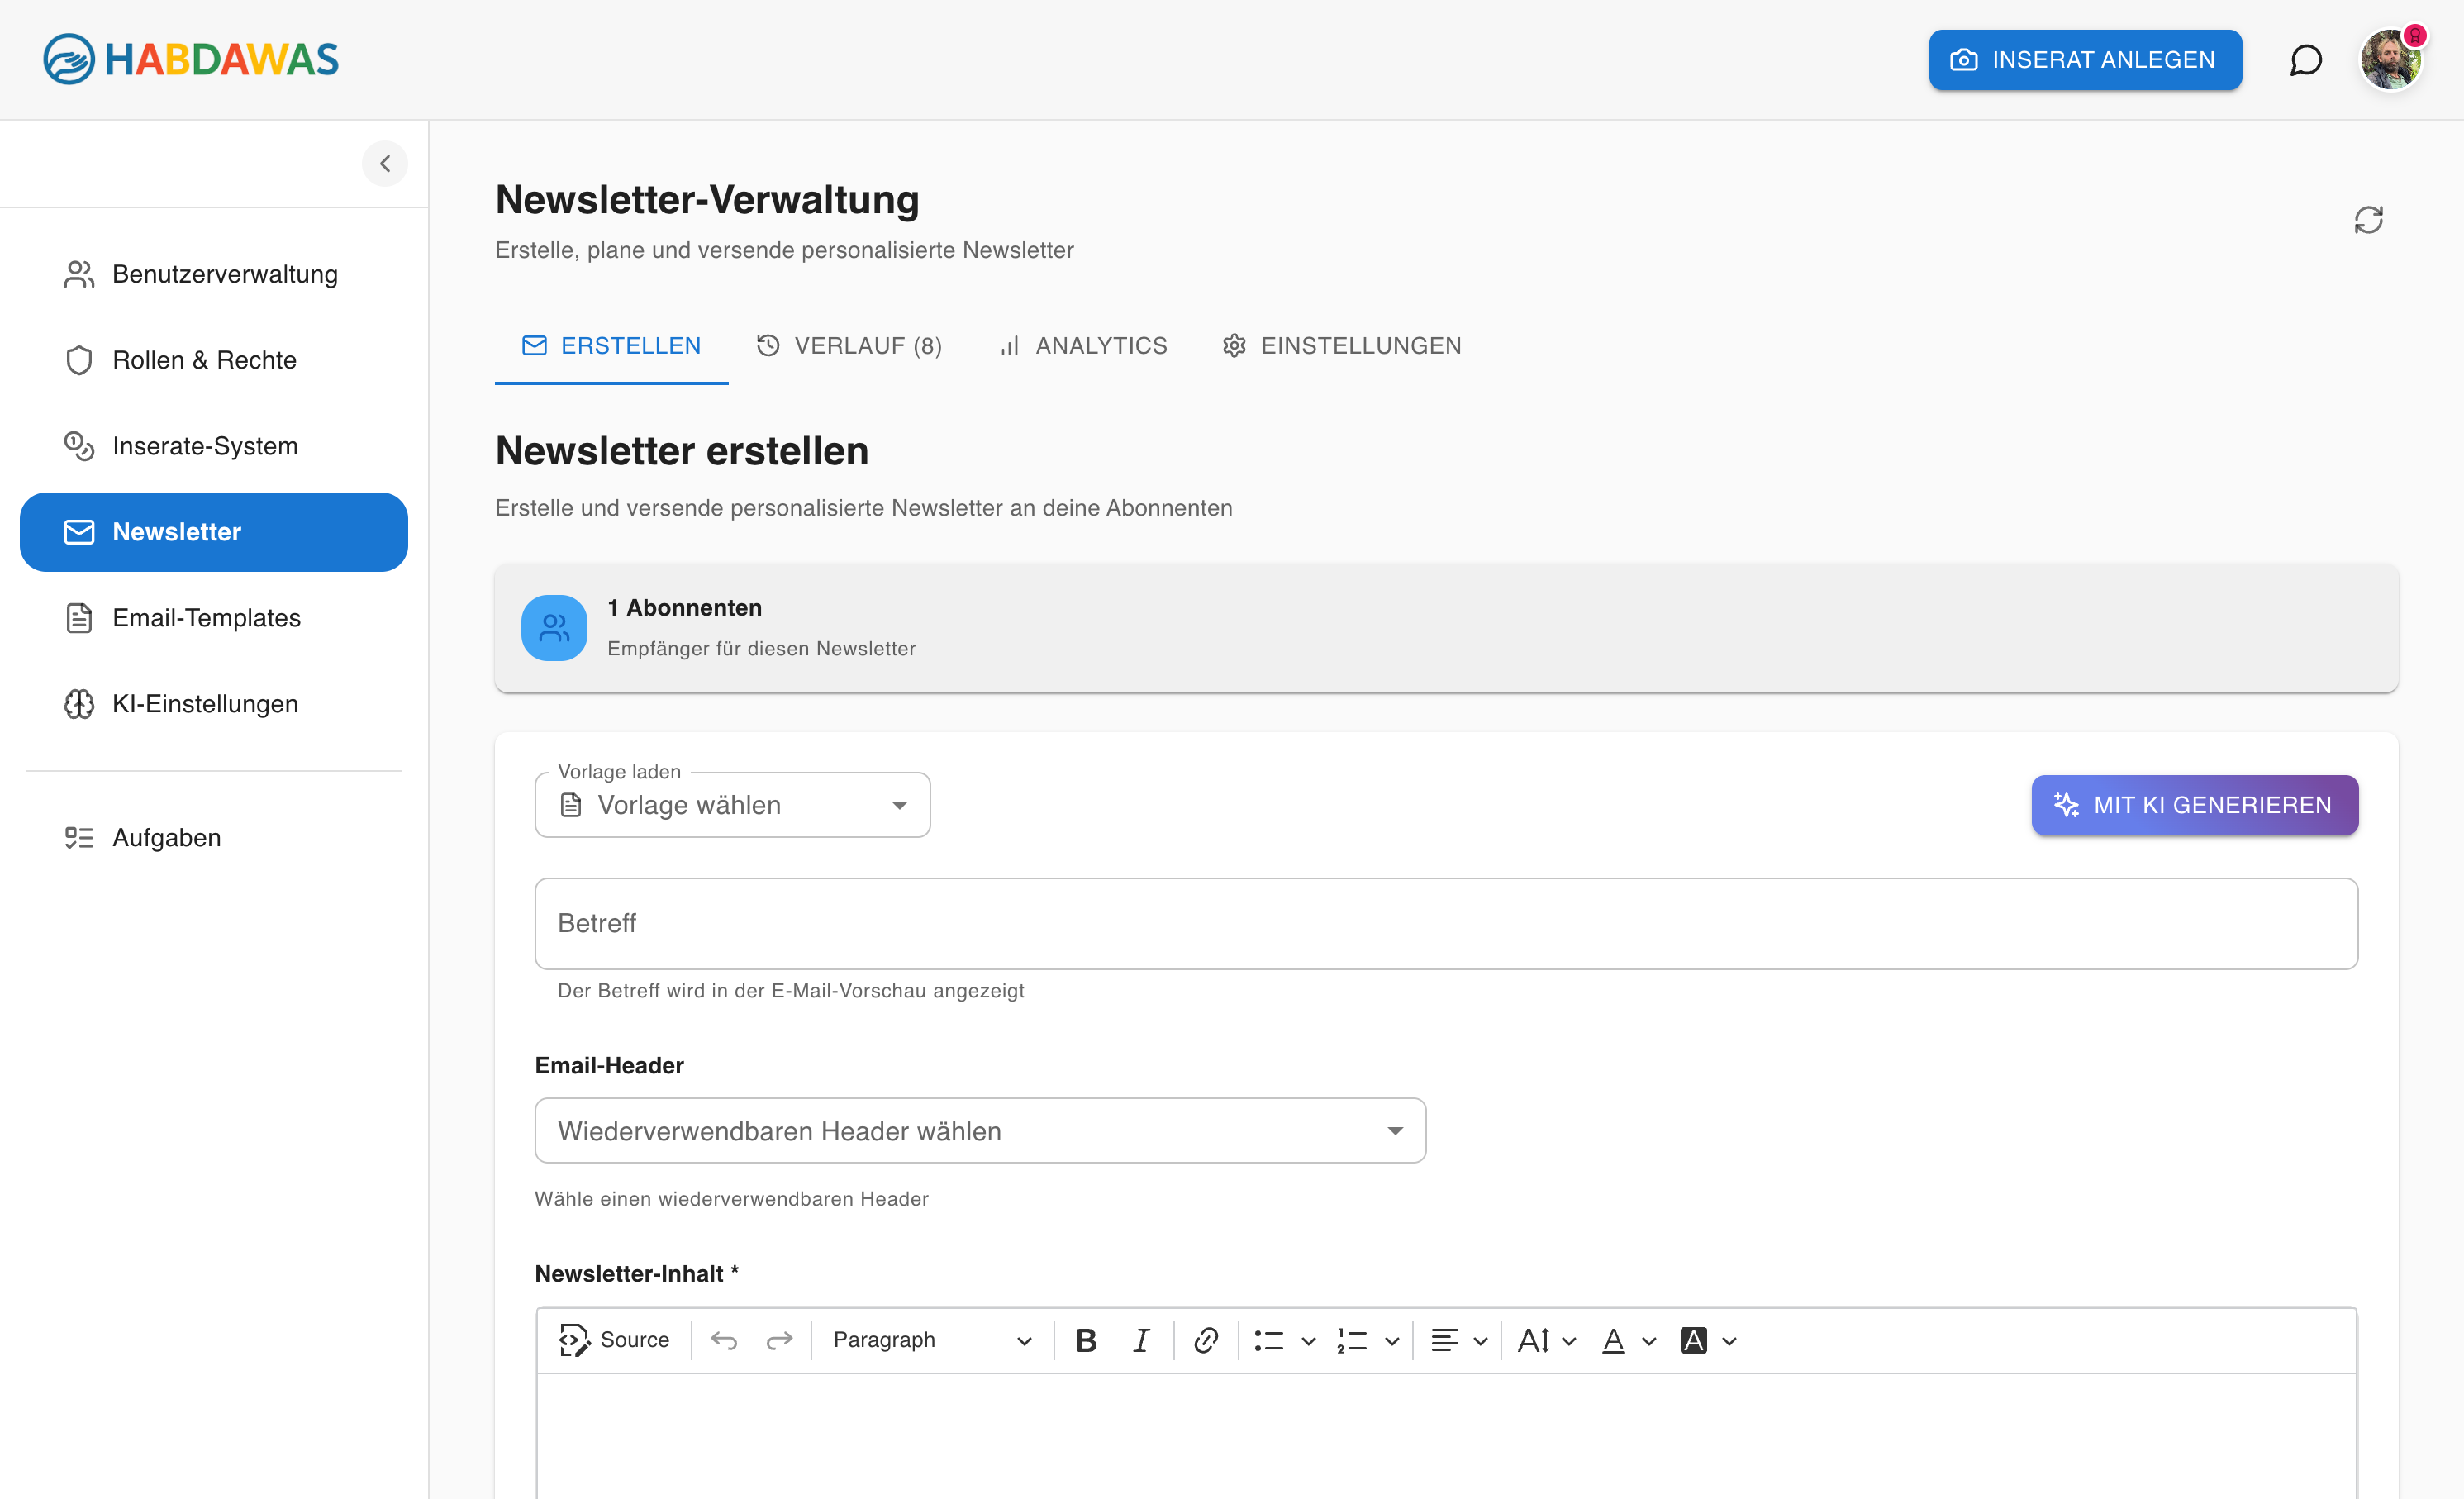 HABDAWAS
INSERAT ANLEGEN
Benutzerverwaltung
Rollen & Rechte
Inserate-System
Newsletter
Email-Templates
KI-Einstellungen
Aufgaben
Newsletter-Verwaltung
Erstelle, plane und versende personalisierte Newsletter
ERSTELLEN
VERLAUF (8)
ANALYTICS
EINSTELLUNGEN
Newsletter erstellen
Erstelle und versende personalisierte Newsletter an deine Abonnenten
1 Abonnenten
Empfänger für diesen Newsletter
Vorlage laden
Vorlage wählen
MIT KI GENERIEREN
Betreff
Der Betreff wird in der E-Mail-Vorschau angezeigt
Email-Header
Wiederverwendbaren Header wählen
Wähle einen wiederverwendbaren Header
Newsletter-Inhalt *
Source
Paragraph